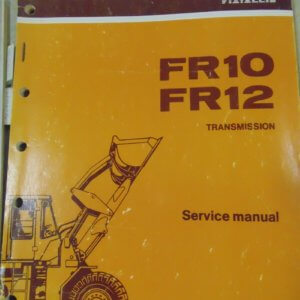 FR10
FR12
TRANSMISSION
Service manual